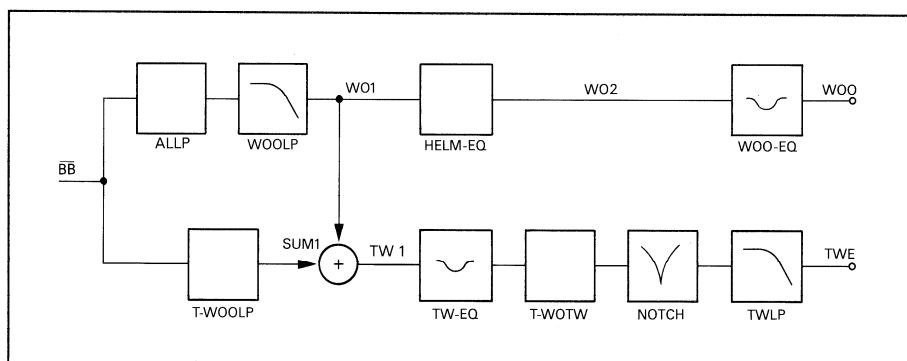 WO1
WO2
WOO
ALLP
WOOLP
HELM-EQ
WOO-EQ
B̅B̅
SUM1
TW 1
TWE
+
T-WOOLP
TW-EQ
T-WOTW
NOTCH
TWLP